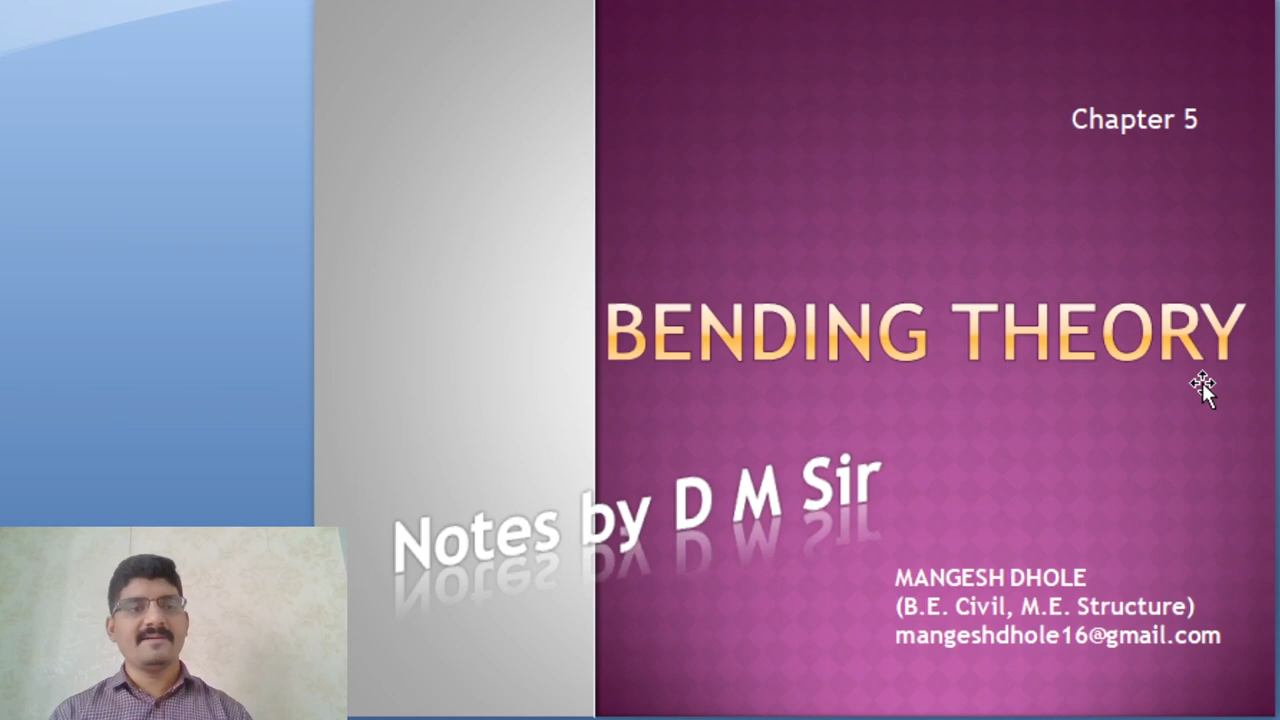 Chapter 5
BENDING THEORY
Notes by D M Sir
MANGESH DHOLE
(B.E. Civil, M.E. Structure)
mangeshdhole16@gmail.com